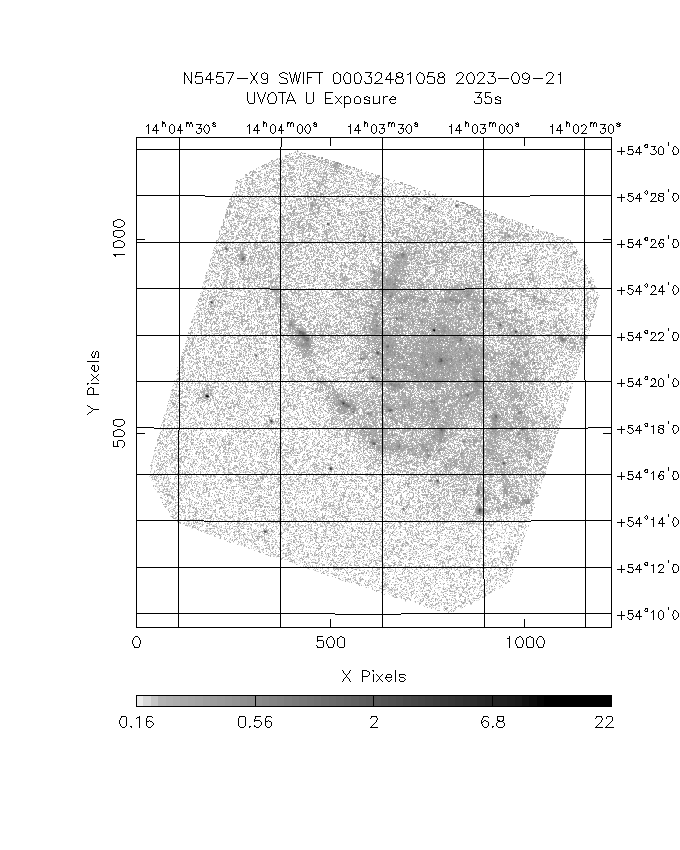 N5457-X9 SWIFT 00032481058 2023-09-21
UVOTA U Exposure 35s
14ʰ04ᵐ30ˢ 14ʰ04ᵐ00ˢ 14ʰ03ᵐ30ˢ 14ʰ03ᵐ00ˢ 14ʰ02ᵐ30ˢ
+54°30'0
+54°28'0
+54°26'0
+54°24'0
+54°22'0
+54°20'0
+54°18'0
+54°16'0
+54°14'0
+54°12'0
+54°10'0
1000
500
Y Pixels
0 500 1000
X Pixels
0.16 0.56 2 6.8 22